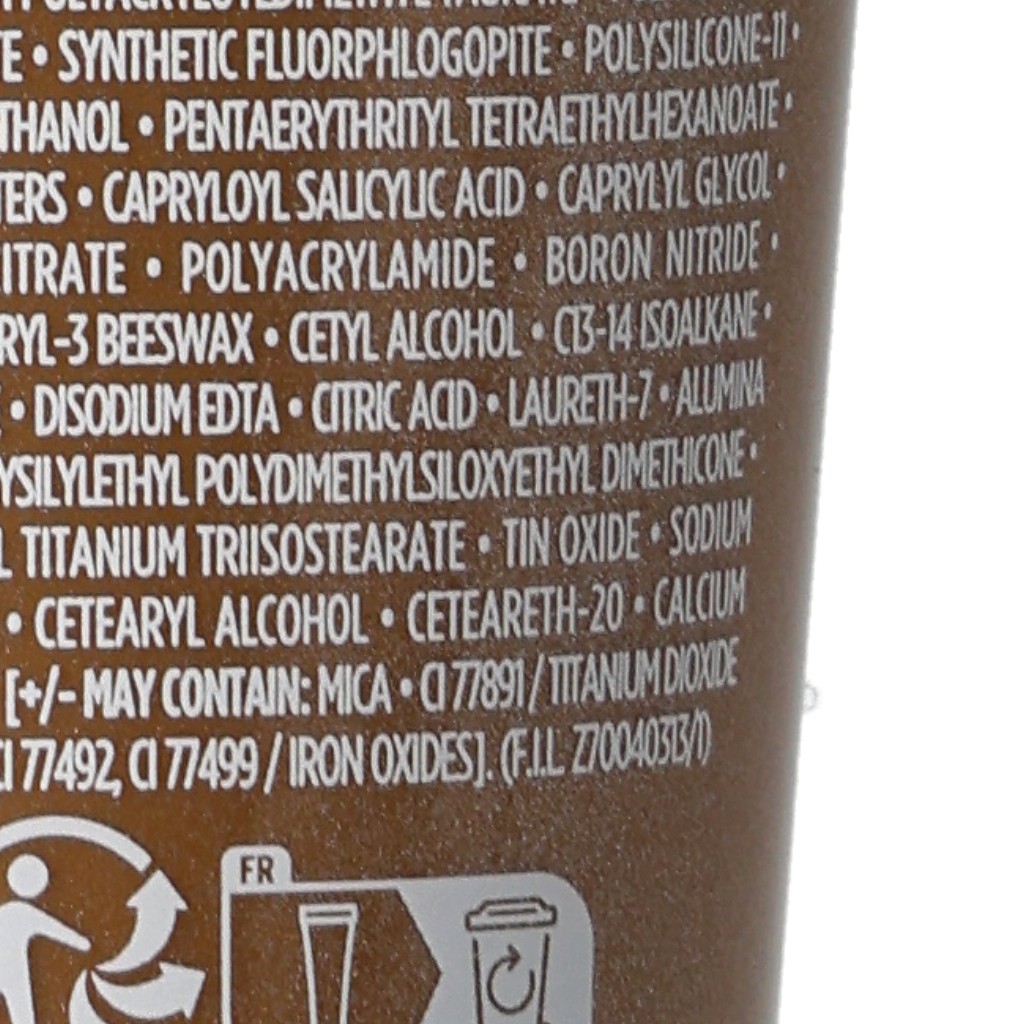 E • SYNTHETIC FLUORPHLOGOPITE • POLYSILICONE-11 •
THANOL • PENTAERYTHRITYL TETRAETHYLHEXANOATE •
TERS • CAPRYLOYL SALICYLIC ACID • CAPRYLYL GLYCOL •
ITRATE • POLYACRYLAMIDE • BORON NITRIDE •
RYL-3 BEESWAX • CETYL ALCOHOL • C13-14 ISOALKANE •
• DISODIUM EDTA • CITRIC ACID • LAURETH-7 • ALUMINA
YSILYLETHYL POLYDIMETHYLSILOXYETHYL DIMETHICONE •
L TITANIUM TRIISOSTEARATE • TIN OXIDE • SODIUM
• CETEARYL ALCOHOL • CETEARETH-20 • CALCIUM
[+/- MAY CONTAIN: MICA • CI 77891 / TITANIUM DIOXIDE
CI 77492, CI 77499 / IRON OXIDES]. (F.I.L. Z70040313/1)
FR